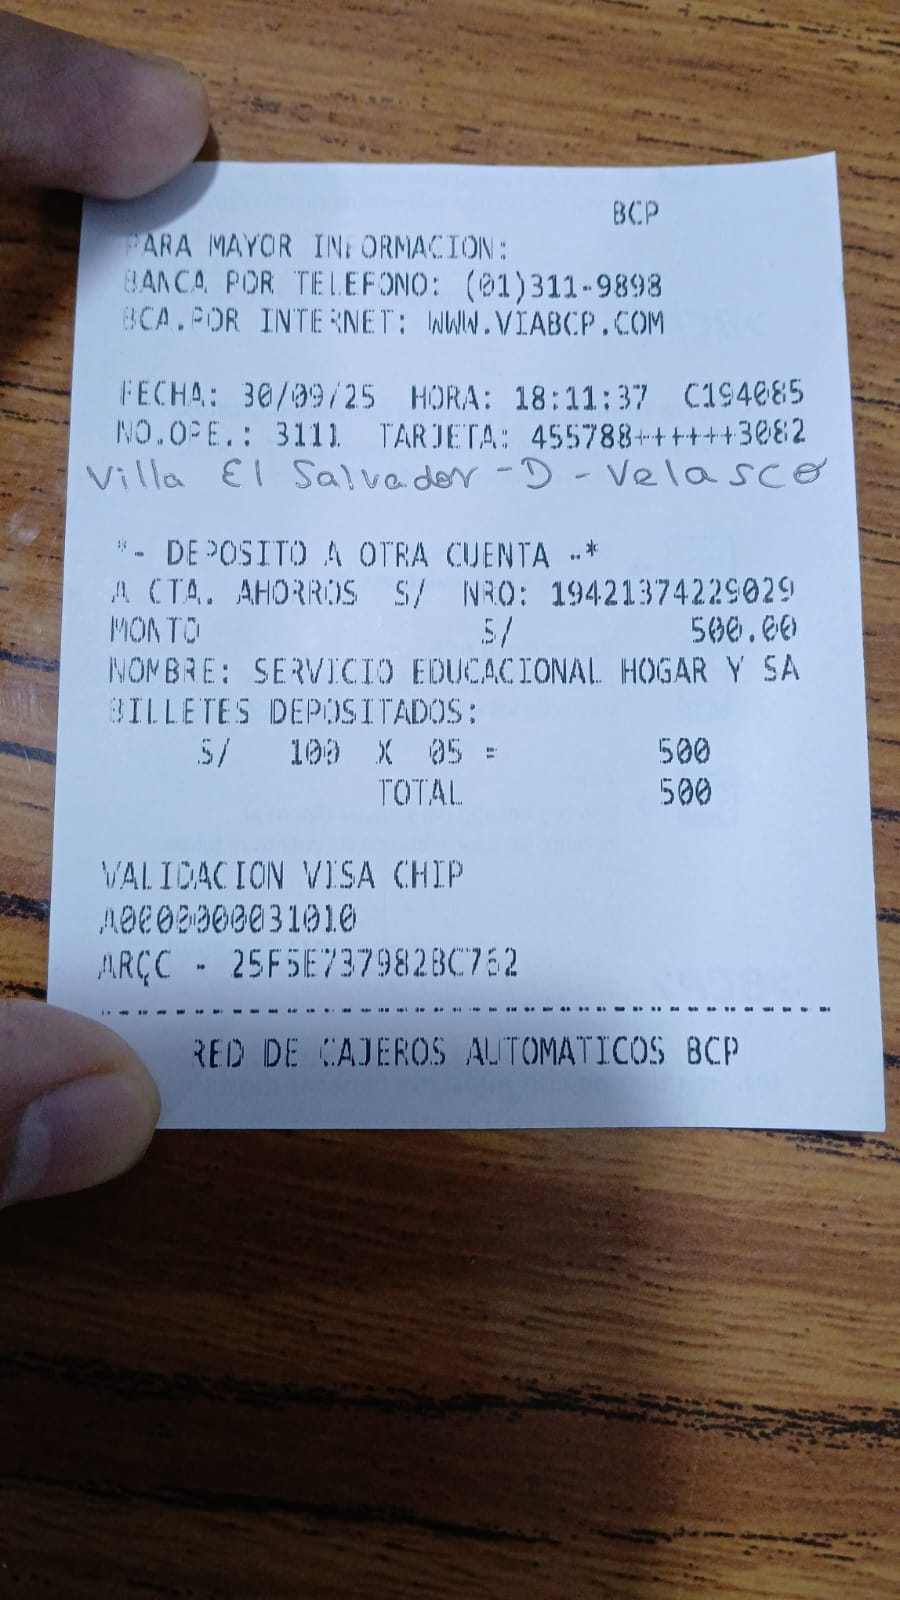 BCP
PARA MAYOR INFORMACION:
BANCA POR TELEFONO: (01)311-9898
BCA.POR INTERNET: WWW.VIABCP.COM
FECHA: 30/09/25 HORA: 18:11:37 C194085
NO.OPE.: 3111 TARJETA: 455788++++++3082
Villa El Salvador - D - Velasco
*- DEPOSITO A OTRA CUENTA -*
A CTA. AHORROS S/ NRO: 19421374229029
MONTO S/ 500.00
NOMBRE: SERVICIO EDUCACIONAL HOGAR Y SA
BILLETES DEPOSITADOS:
S/ 100 X 05 = 500
TOTAL 500
VALIDACION VISA CHIP
A0000000031010
ARQC - 25F5E737982BC762
RED DE CAJEROS AUTOMATICOS BCP